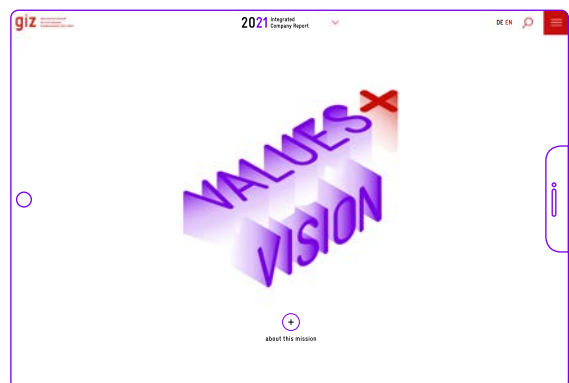 giz
2021 Integrated
Company Report
DE EN
VALUES X
VISION
+
about this mission